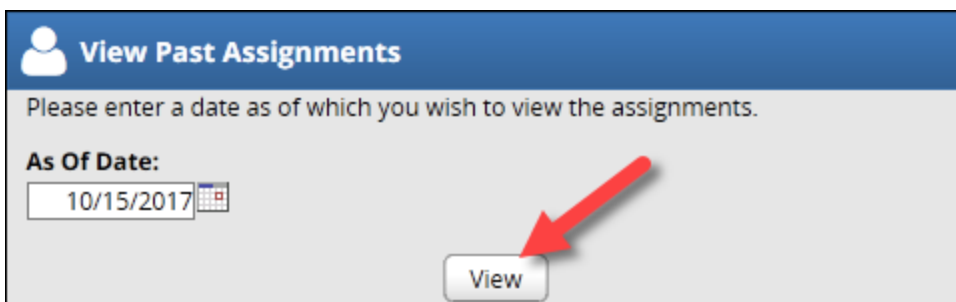 View Past Assignments
Please enter a date as of which you wish to view the assignments.
As Of Date:
10/15/2017
View